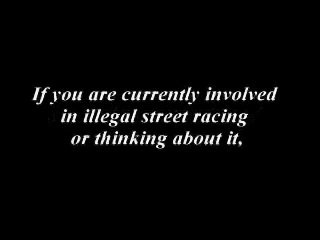 If you are currently involved
in illegal street racing
or thinking about it,